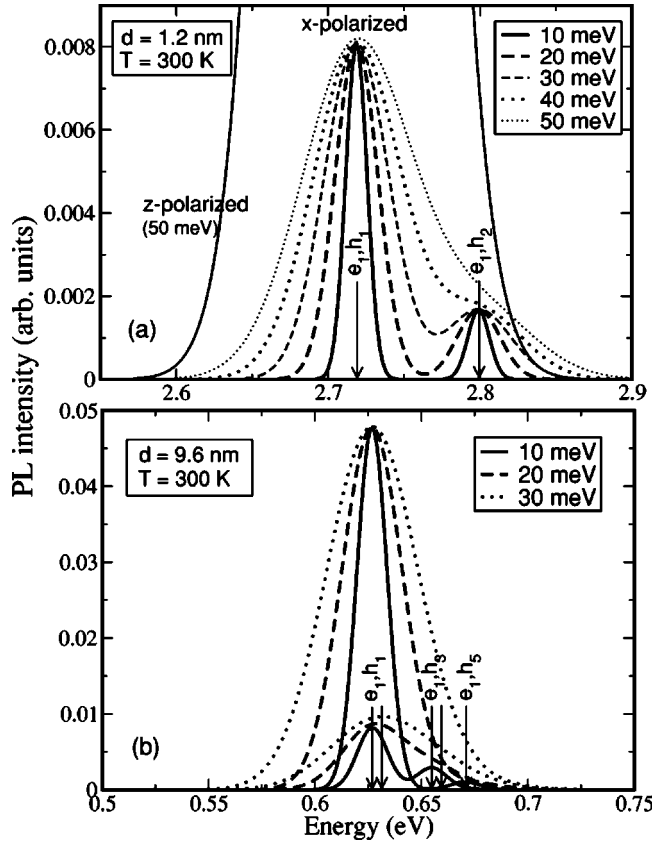 x-polarized
d = 1.2 nm
T = 300 K
10 meV
20 meV
30 meV
40 meV
50 meV
z-polarized
(50 meV)
e1,h1
e1,h2
(a)
0.008
0.006
0.004
0.002
0
2.6
2.7
2.8
2.9
PL intensity (arb. units)
0.05
0.04
0.03
0.02
0.01
0
d = 9.6 nm
T = 300 K
10 meV
20 meV
30 meV
e1,h1
e1,h3
e1,h5
(b)
0.5
0.55
0.6
0.65
0.7
0.75
Energy (eV)